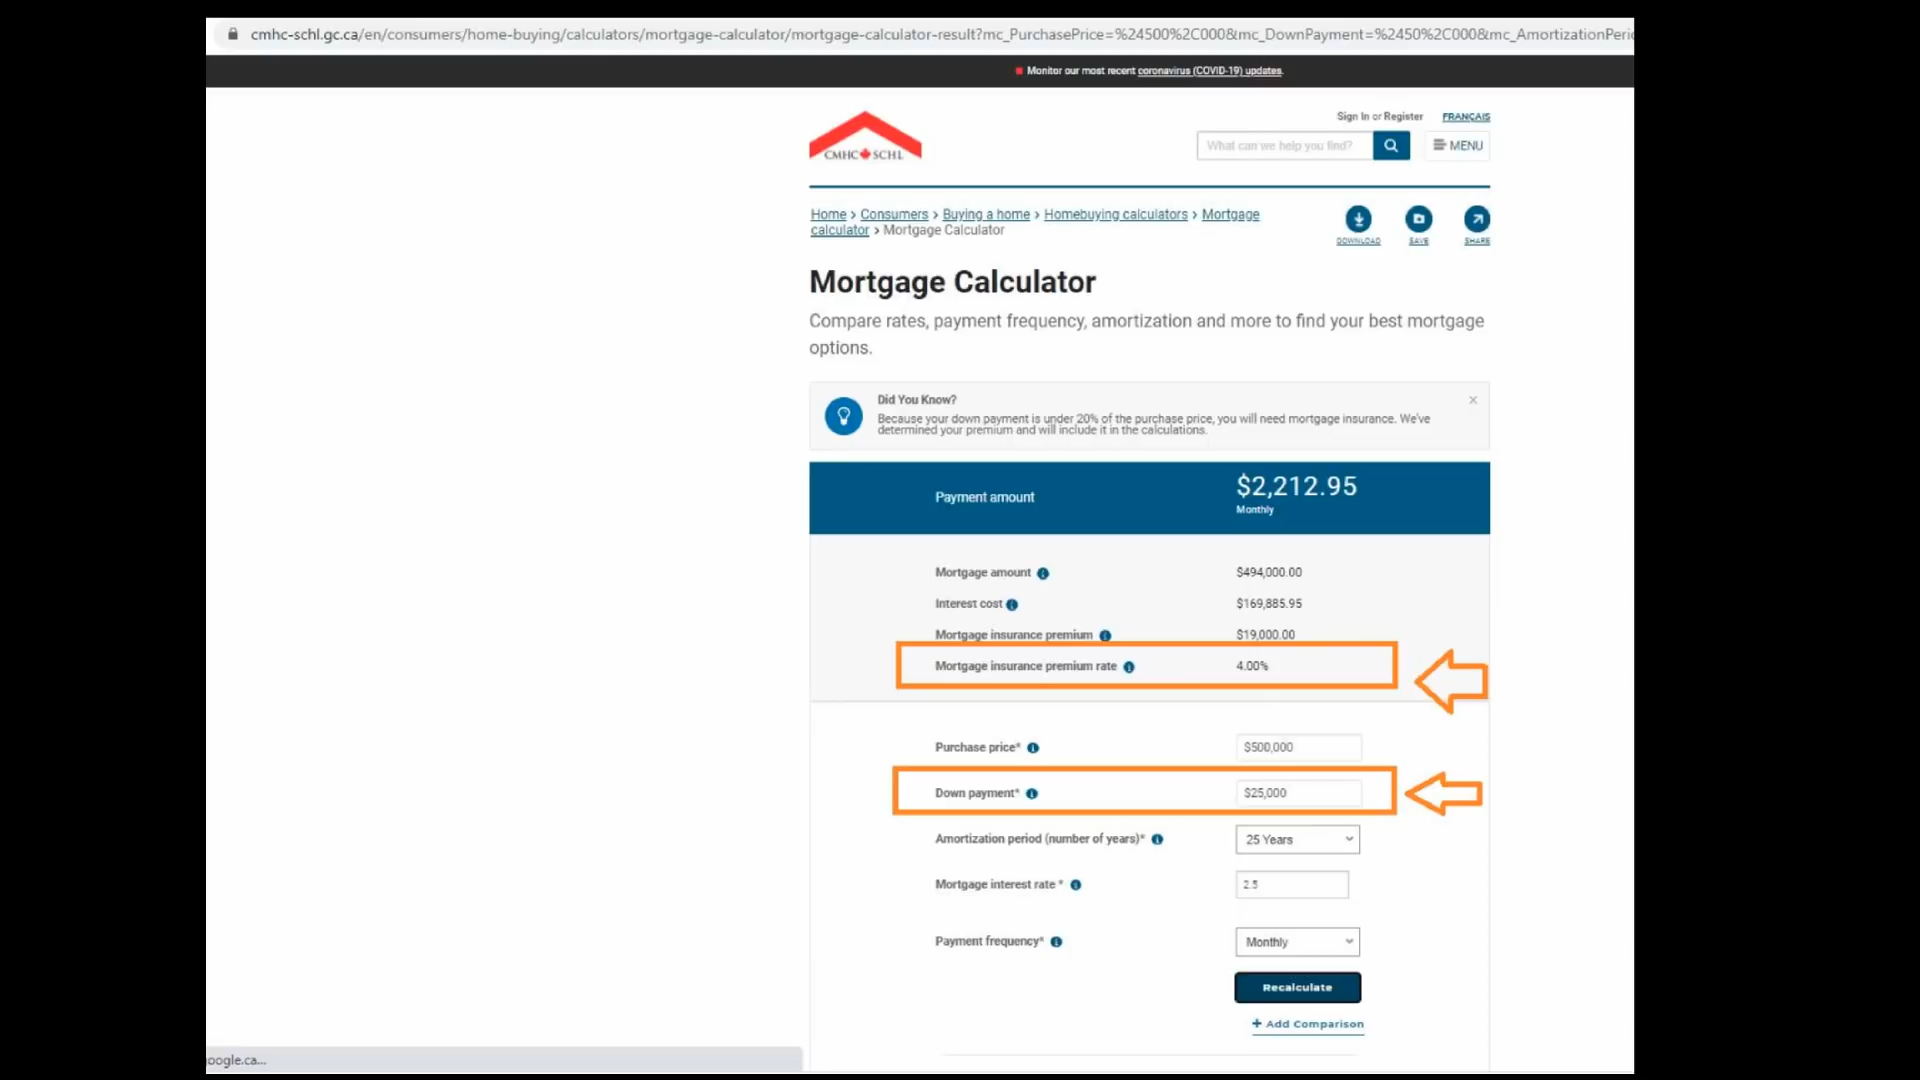 cmhc-schl.gc.ca/en/consumers/home-buying/calculators/mortgage-calculator/mortgage-calculator-result?mc_PurchasePrice=%24500%2C000&mc_DownPayment=%2450%2C000&mc_AmortizationPeri
Monitor our most recent coronavirus (COVID-19) updates.
Sign In or Register FRANÇAIS
CMHC SCHL
What can we help you find? MENU
Home > Consumers > Buying a home > Homebuying calculators > Mortgage
calculator > Mortgage Calculator
DOWNLOAD SAVE SHARE
Mortgage Calculator
Compare rates, payment frequency, amortization and more to find your best mortgage
options.
Did You Know? ×
Because your down payment is under 20% of the purchase price, you will need mortgage insurance. We've
determined your premium and will include it in the calculations.
Payment amount $2,212.95
Monthly
Mortgage amount $494,000.00
Interest cost $169,885.95
Mortgage insurance premium $19,000.00
Mortgage insurance premium rate 4.00%
Purchase price* $500,000
Down payment* $25,000
Amortization period (number of years)* 25 Years
Mortgage interest rate * 2.5
Payment frequency* Monthly
Recalculate
+ Add Comparison
oogle.ca...